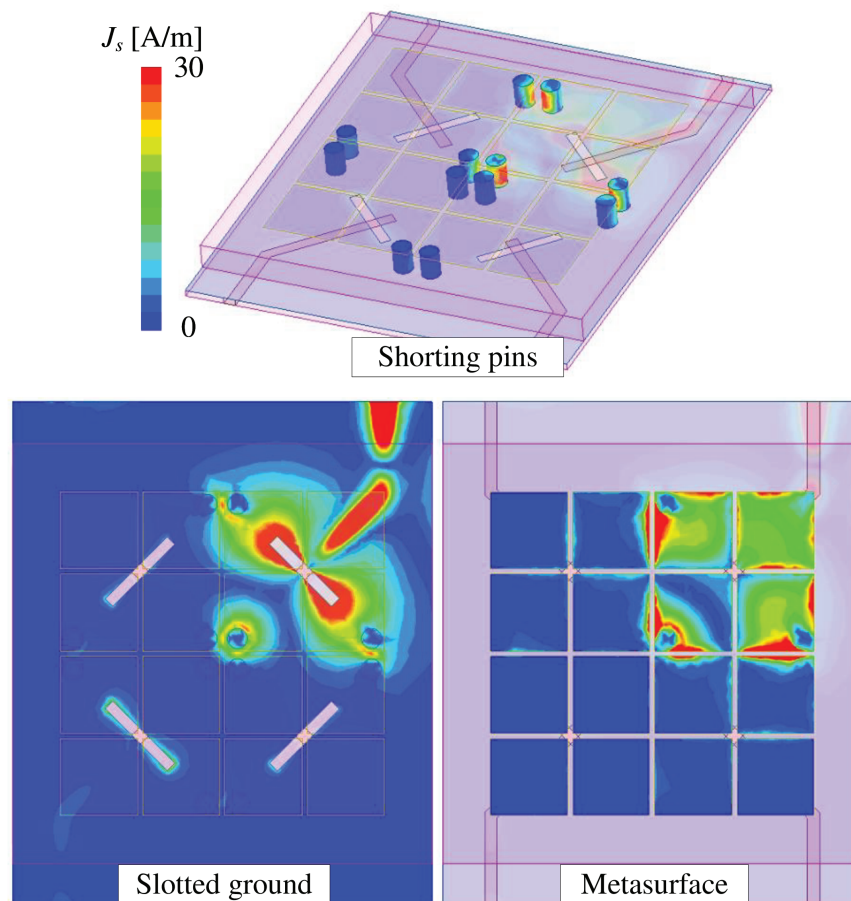 J_s [A/m]
30
0
Shorting pins
Slotted ground
Metasurface